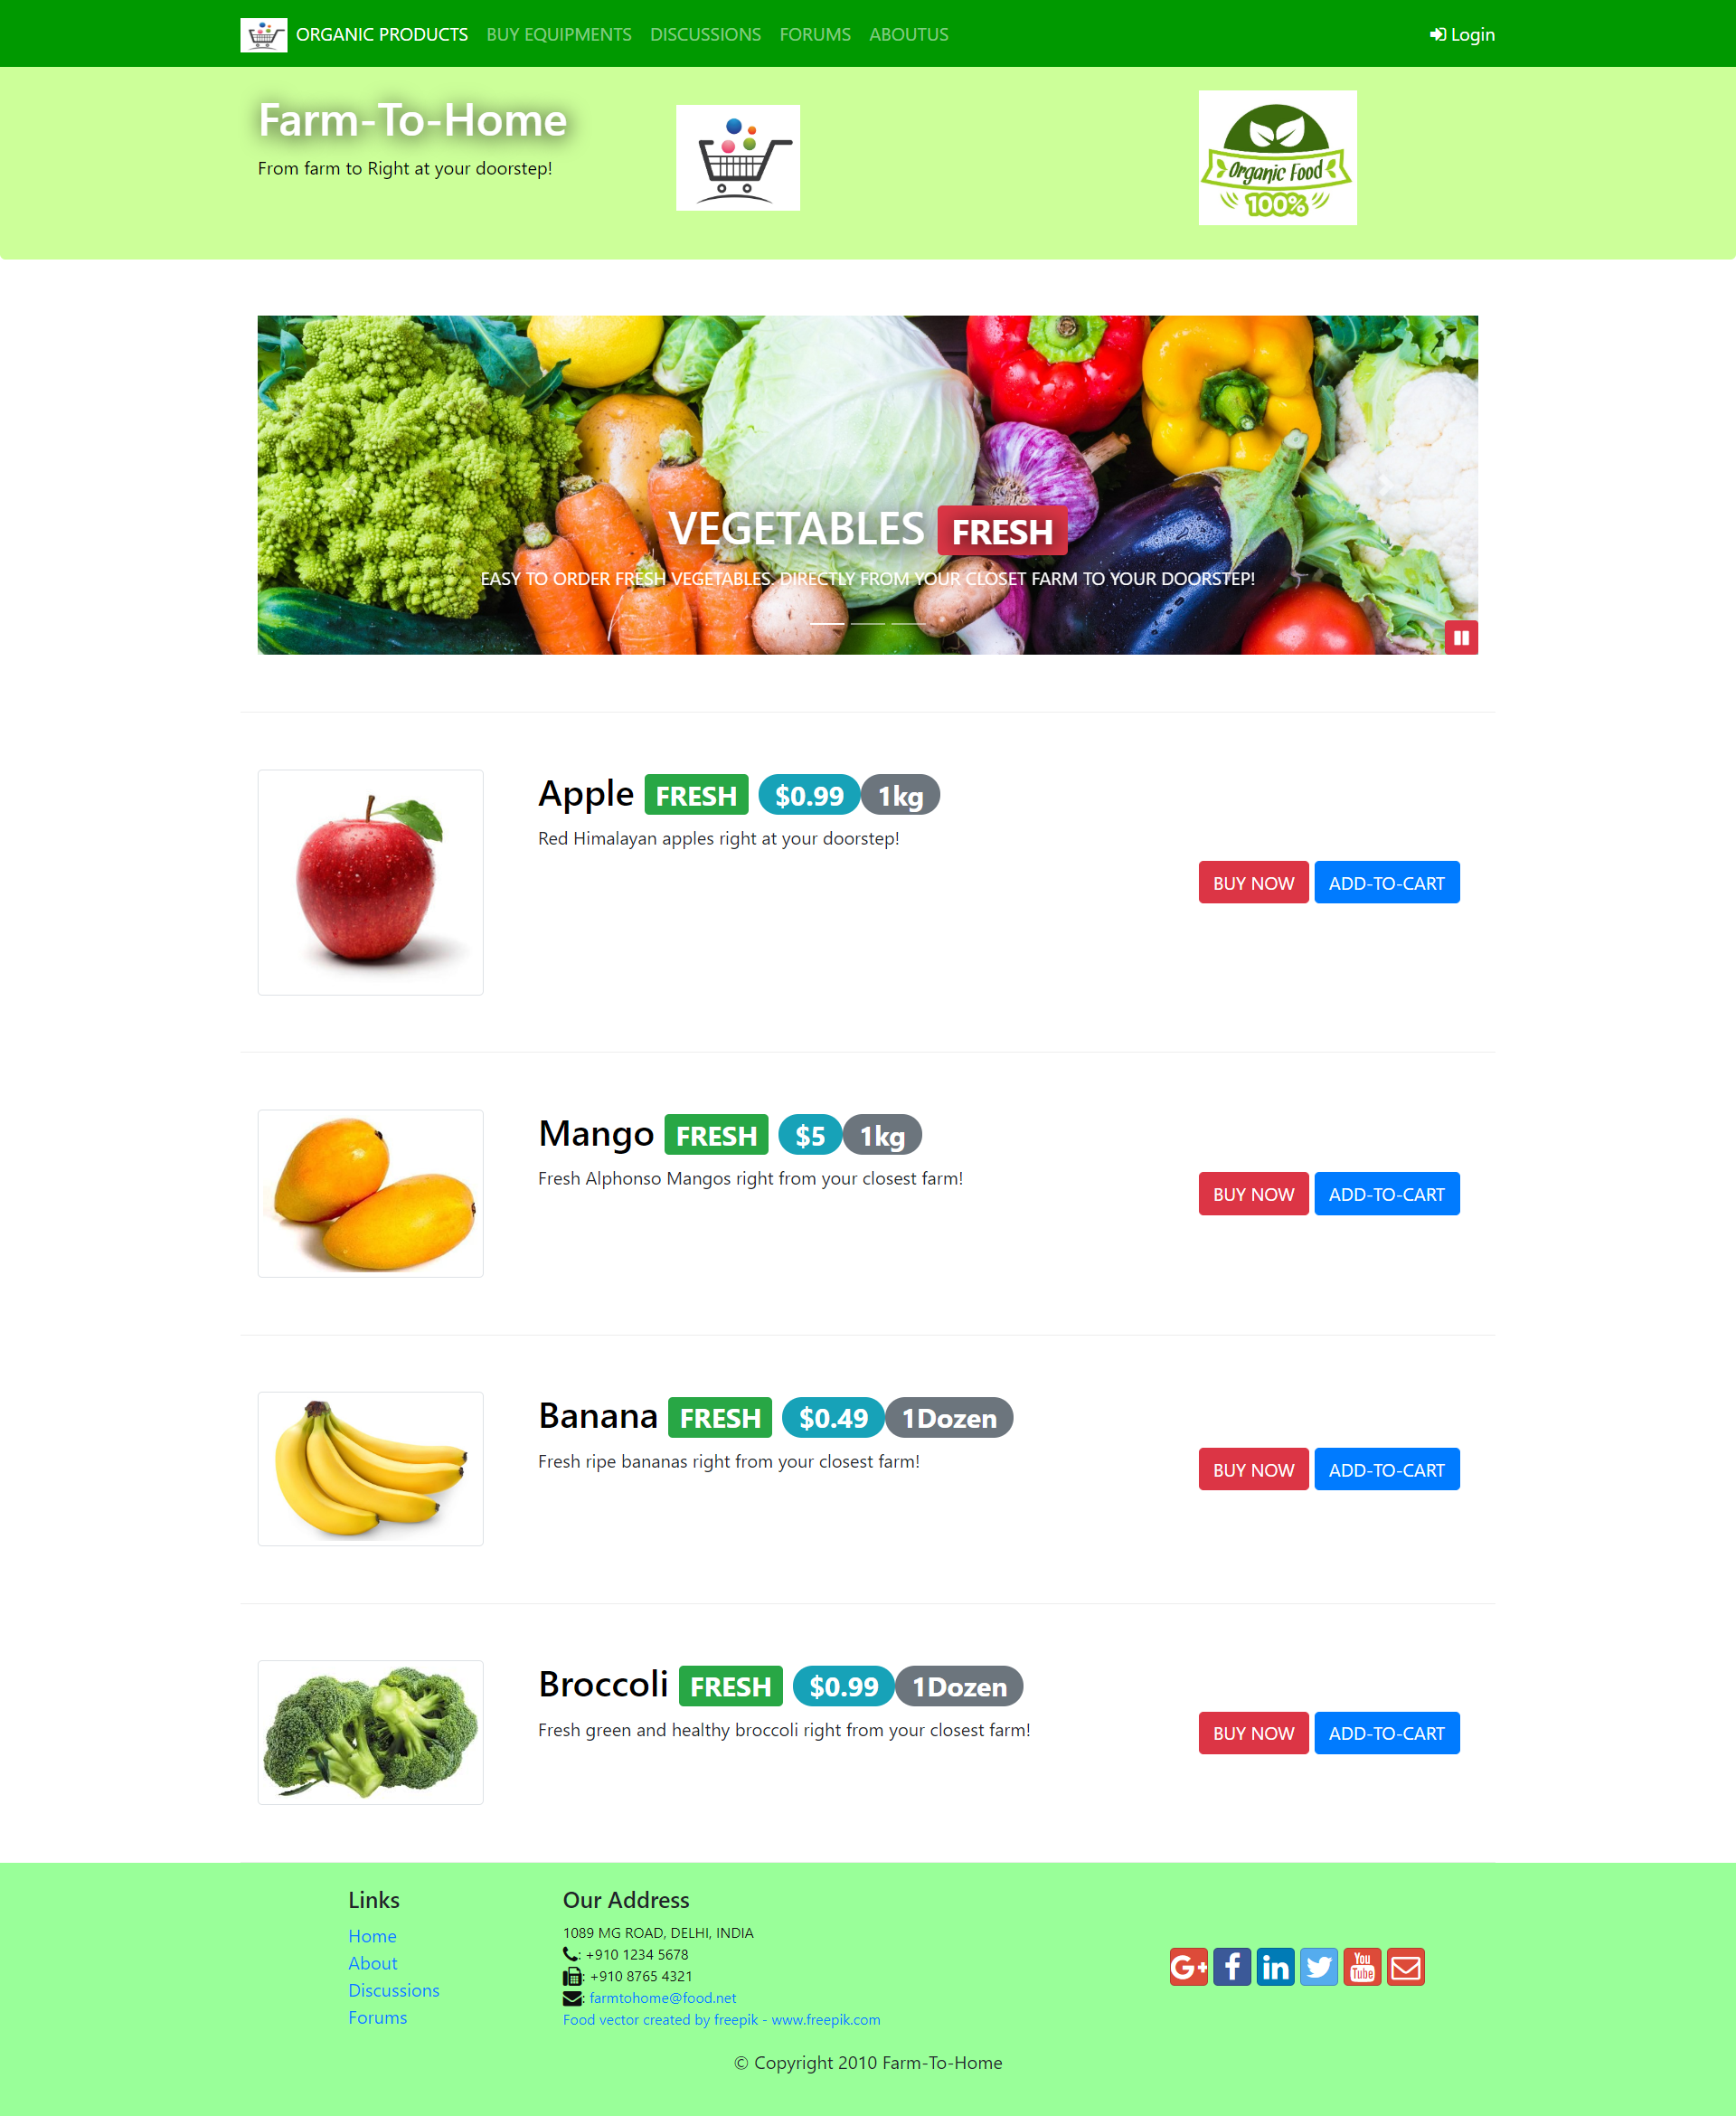 ORGANIC PRODUCTS BUY EQUIPMENTS DISCUSSIONS FORUMS ABOUTUS Login
Farm-To-Home
From farm to Right at your doorstep!
Organic Food
100%
VEGETABLES FRESH
EASY TO ORDER FRESH VEGETABLES. DIRECTLY FROM YOUR CLOSET FARM TO YOUR DOORSTEP!
Apple FRESH $0.99 1kg
Red Himalayan apples right at your doorstep!
BUY NOW ADD-TO-CART
Mango FRESH $5 1kg
Fresh Alphonso Mangos right from your closest farm!
BUY NOW ADD-TO-CART
Banana FRESH $0.49 1Dozen
Fresh ripe bananas right from your closest farm!
BUY NOW ADD-TO-CART
Broccoli FRESH $0.99 1Dozen
Fresh green and healthy broccoli right from your closest farm!
BUY NOW ADD-TO-CART
Links
Home
About
Discussions
Forums
Our Address
1089 MG ROAD, DELHI, INDIA
: +910 1234 5678
: +910 8765 4321
: farmtohome@food.net
Food vector created by freepik - www.freepik.com
G+ f in You Tube
© Copyright 2010 Farm-To-Home